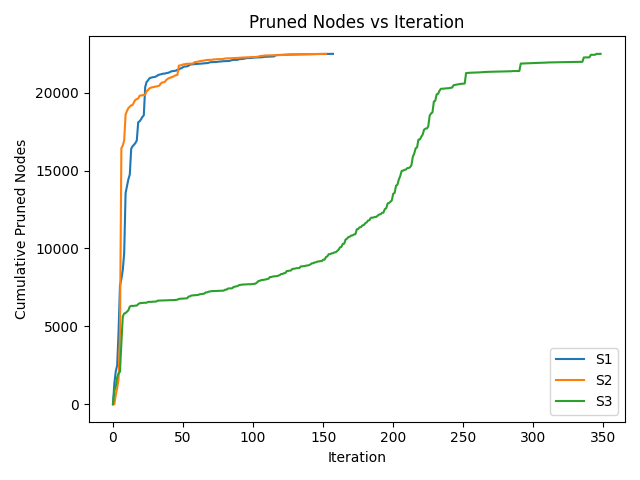 Pruned Nodes vs Iteration
Cumulative Pruned Nodes
20000
15000
10000
5000
0
0 50 100 150 200 250 300 350
Iteration
S1
S2
S3